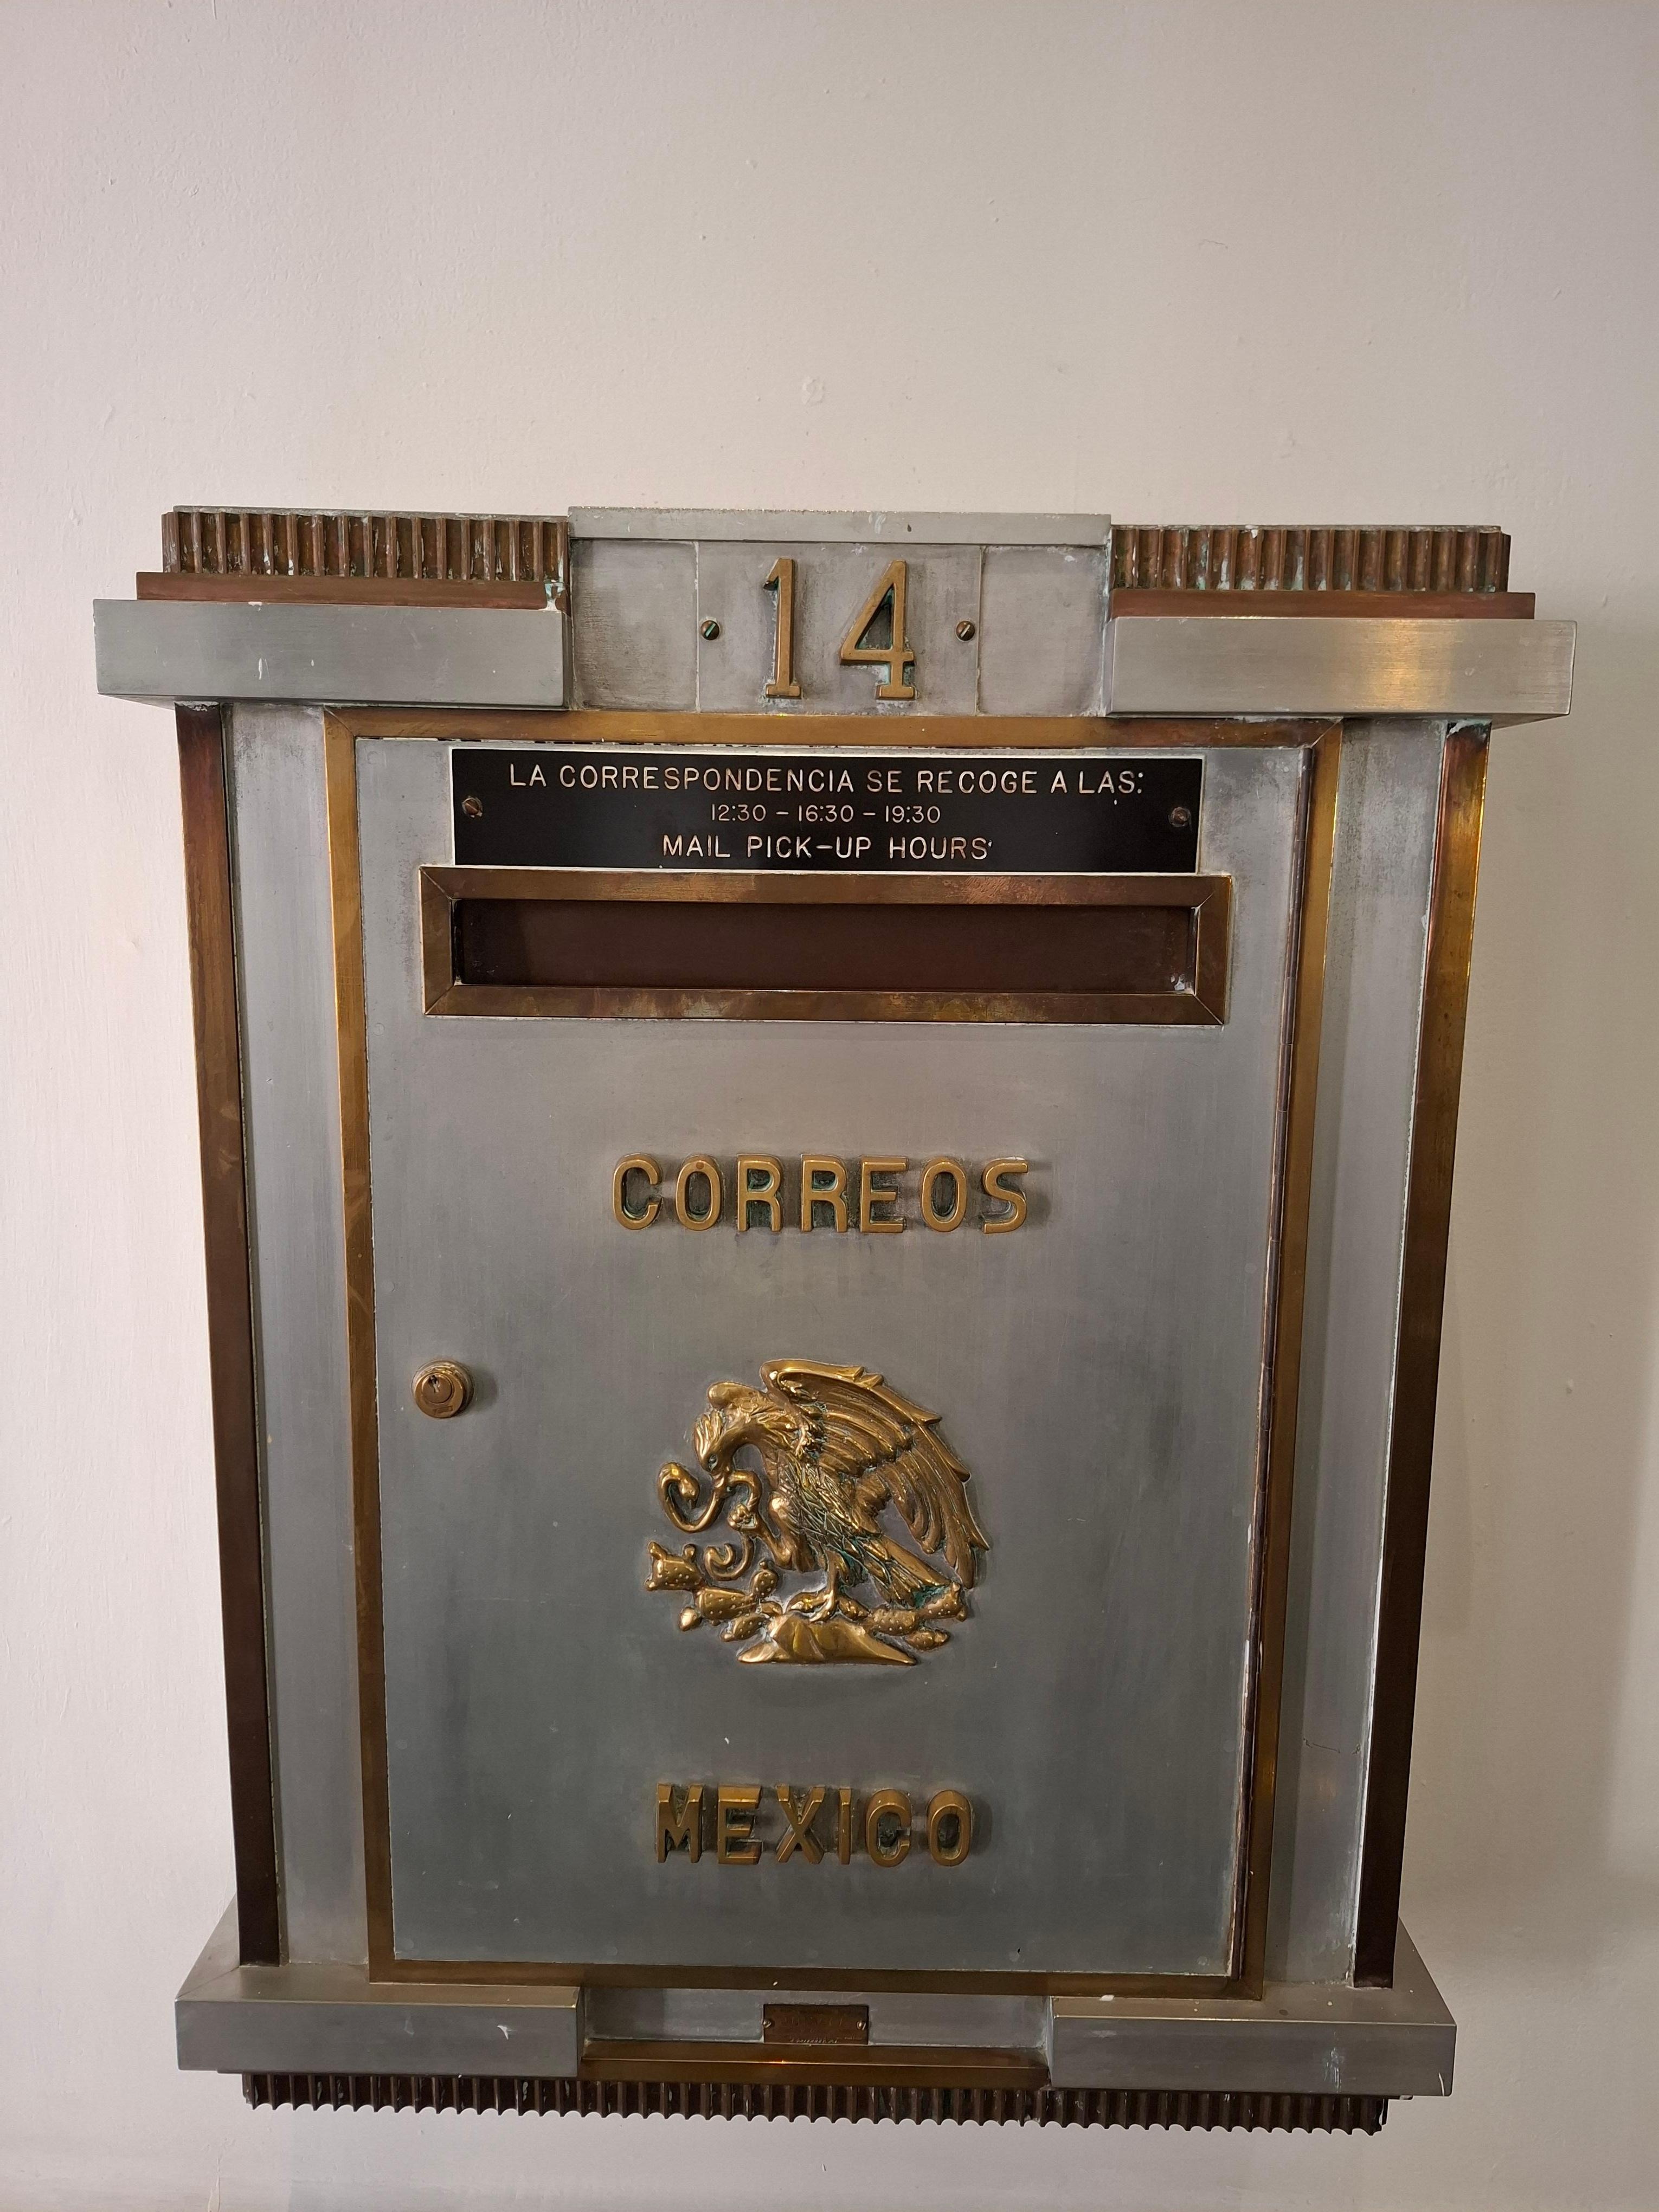 14
LA CORRESPONDENCIA SE RECOGE A LAS:
12:30 - 16:30 - 19:30
MAIL PICK-UP HOURS
CORREOS
MEXICO